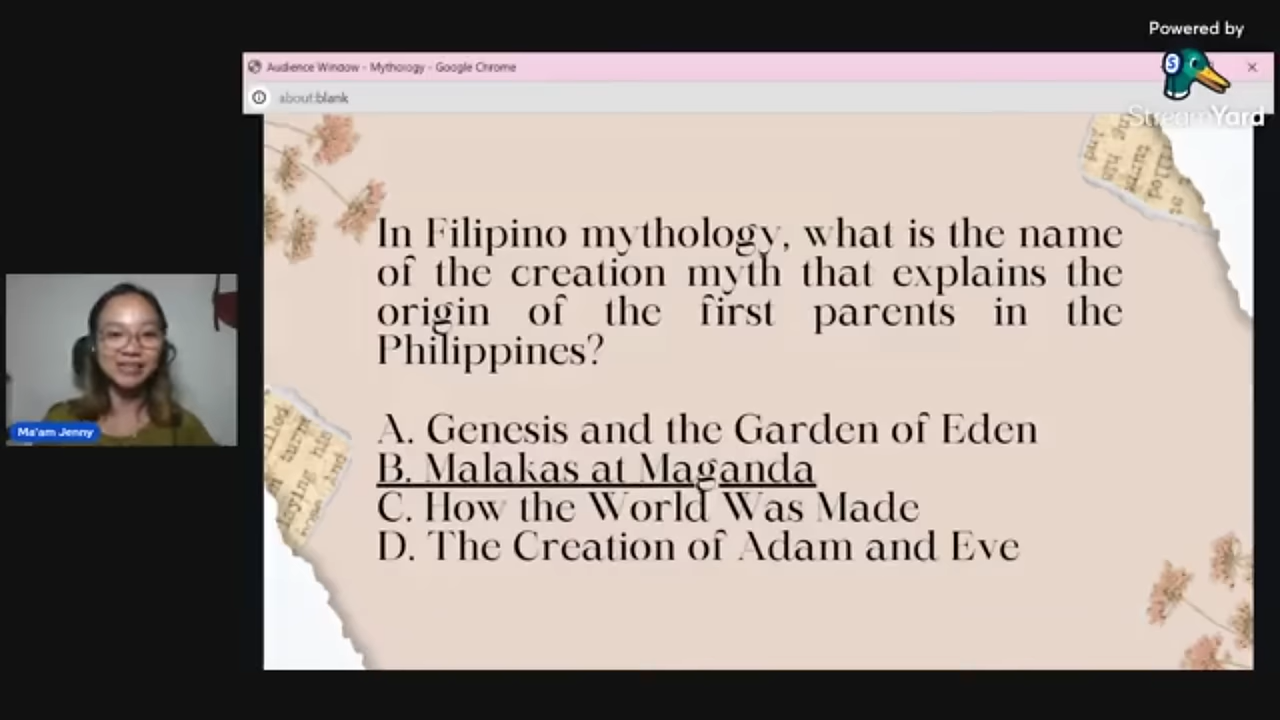 Powered by
StreamYard
Audience Window - Mythology - Google Chrome
about:blank
In Filipino mythology, what is the name
of the creation myth that explains the
origin of the first parents in the
Philippines?
A. Genesis and the Garden of Eden
B. Malakas at Maganda
C. How the World Was Made
D. The Creation of Adam and Eve
Ma'am Jenny